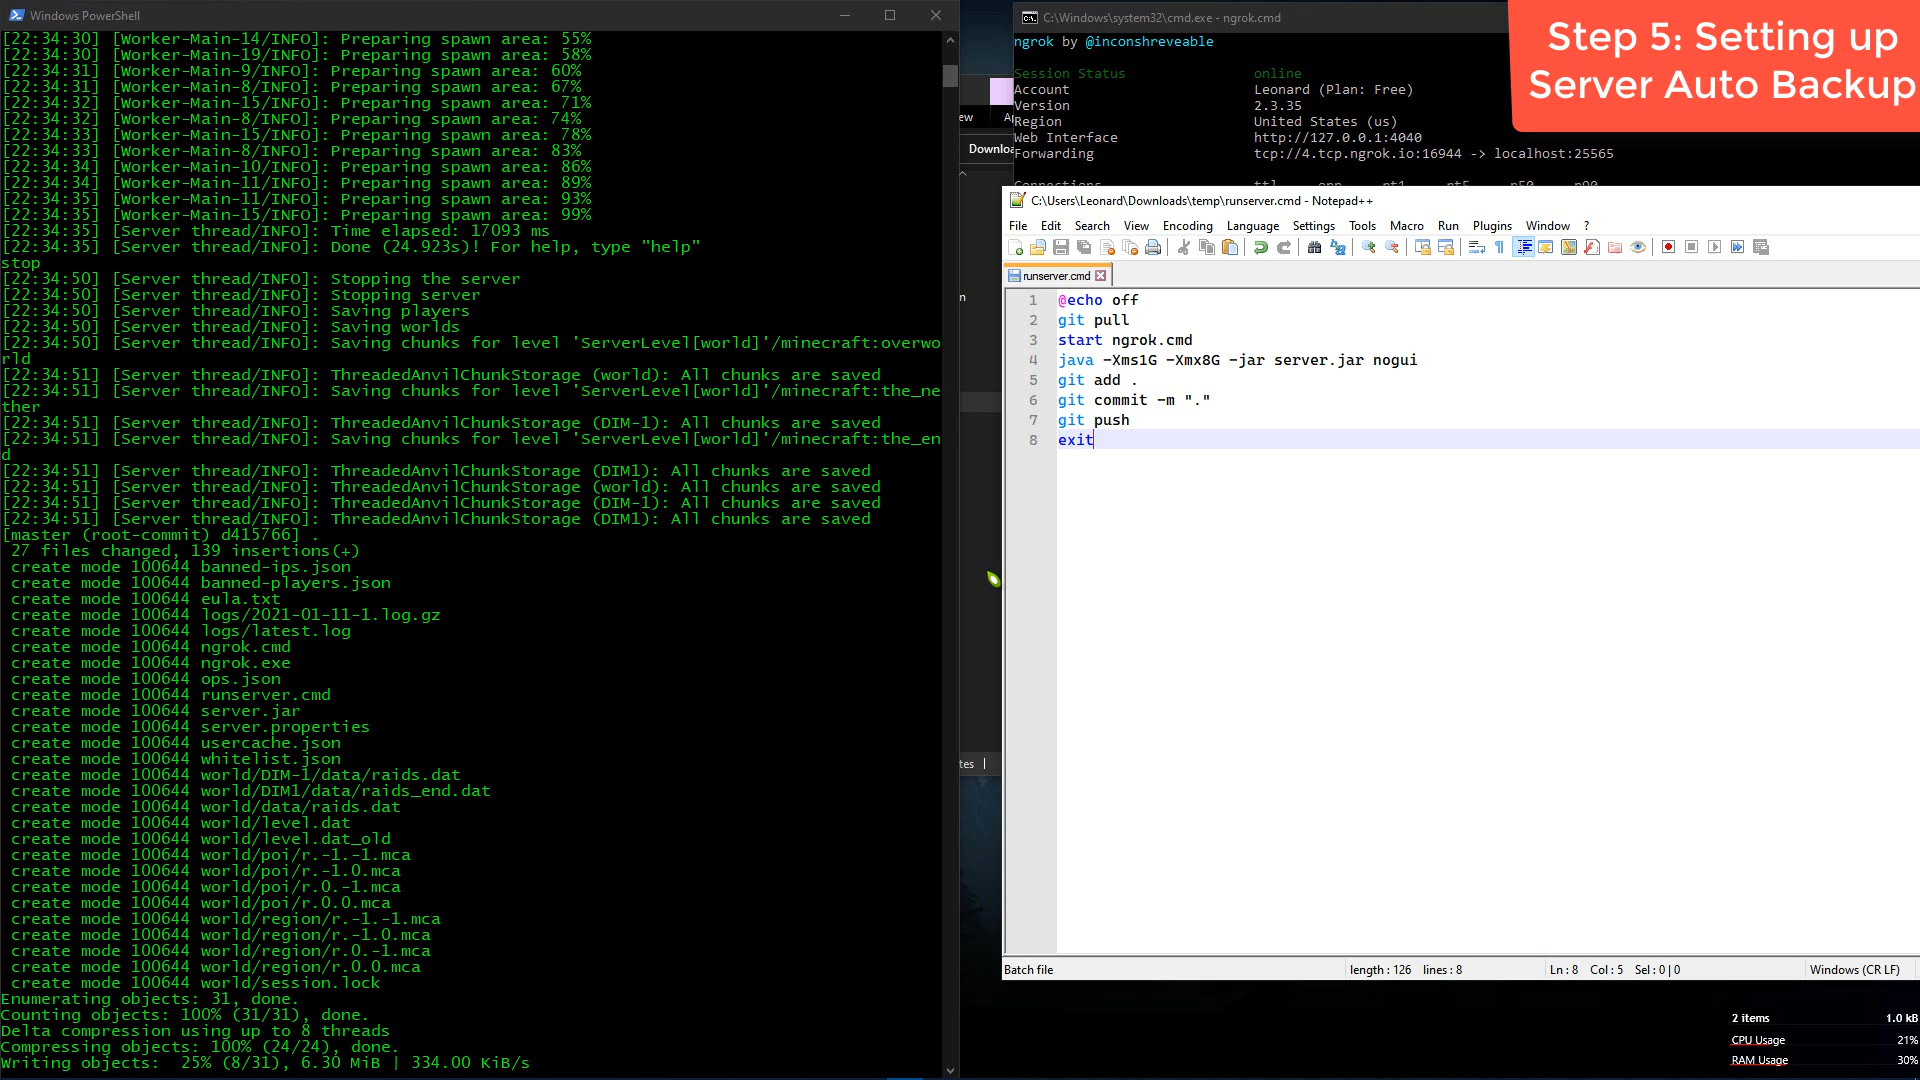 Windows PowerShell
[22:34:30] [Worker-Main-14/INFO]: Preparing spawn area: 55%
[22:34:30] [Worker-Main-19/INFO]: Preparing spawn area: 58%
[22:34:31] [Worker-Main-9/INFO]: Preparing spawn area: 60%
[22:34:31] [Worker-Main-8/INFO]: Preparing spawn area: 67%
[22:34:32] [Worker-Main-15/INFO]: Preparing spawn area: 71%
[22:34:32] [Worker-Main-8/INFO]: Preparing spawn area: 74%
[22:34:33] [Worker-Main-15/INFO]: Preparing spawn area: 78%
[22:34:33] [Worker-Main-8/INFO]: Preparing spawn area: 83%
[22:34:34] [Worker-Main-10/INFO]: Preparing spawn area: 86%
[22:34:34] [Worker-Main-11/INFO]: Preparing spawn area: 89%
[22:34:35] [Worker-Main-11/INFO]: Preparing spawn area: 93%
[22:34:35] [Worker-Main-15/INFO]: Preparing spawn area: 99%
[22:34:35] [Server thread/INFO]: Time elapsed: 17093 ms
[22:34:35] [Server thread/INFO]: Done (24.923s)! For help, type "help"
stop
[22:34:50] [Server thread/INFO]: Stopping the server
[22:34:50] [Server thread/INFO]: Stopping server
[22:34:50] [Server thread/INFO]: Saving players
[22:34:50] [Server thread/INFO]: Saving worlds
[22:34:50] [Server thread/INFO]: Saving chunks for level 'ServerLevel[world]'/minecraft:overwo
rld
[22:34:51] [Server thread/INFO]: ThreadedAnvilChunkStorage (world): All chunks are saved
[22:34:51] [Server thread/INFO]: Saving chunks for level 'ServerLevel[world]'/minecraft:the_ne
ther
[22:34:51] [Server thread/INFO]: ThreadedAnvilChunkStorage (DIM-1): All chunks are saved
[22:34:51] [Server thread/INFO]: Saving chunks for level 'ServerLevel[world]'/minecraft:the_en
d
[22:34:51] [Server thread/INFO]: ThreadedAnvilChunkStorage (DIM1): All chunks are saved
[22:34:51] [Server thread/INFO]: ThreadedAnvilChunkStorage (world): All chunks are saved
[22:34:51] [Server thread/INFO]: ThreadedAnvilChunkStorage (DIM-1): All chunks are saved
[22:34:51] [Server thread/INFO]: ThreadedAnvilChunkStorage (DIM1): All chunks are saved
[master (root-commit) d415766] .
27 files changed, 139 insertions(+)
create mode 100644 banned-ips.json
create mode 100644 banned-players.json
create mode 100644 eula.txt
create mode 100644 logs/2021-01-11-1.log.gz
create mode 100644 logs/latest.log
create mode 100644 ngrok.cmd
create mode 100644 ngrok.exe
create mode 100644 ops.json
create mode 100644 runserver.cmd
create mode 100644 server.jar
create mode 100644 server.properties
create mode 100644 usercache.json
create mode 100644 whitelist.json
create mode 100644 world/DIM-1/data/raids.dat
create mode 100644 world/DIM1/data/raids_end.dat
create mode 100644 world/data/raids.dat
create mode 100644 world/level.dat
create mode 100644 world/level.dat_old
create mode 100644 world/poi/r.-1.-1.mca
create mode 100644 world/poi/r.-1.0.mca
create mode 100644 world/poi/r.0.-1.mca
create mode 100644 world/poi/r.0.0.mca
create mode 100644 world/region/r.-1.-1.mca
create mode 100644 world/region/r.-1.0.mca
create mode 100644 world/region/r.0.-1.mca
create mode 100644 world/region/r.0.0.mca
create mode 100644 world/session.lock
Enumerating objects: 31, done.
Counting objects: 100% (31/31), done.
Delta compression using up to 8 threads
Compressing objects: 100% (24/24), done.
Writing objects:  25% (8/31), 6.30 MiB | 334.00 KiB/s
ew
Downloa
n
tes
C:\Windows\system32\cmd.exe - ngrok.cmd
ngrok by @inconshreveable
Session Status online
Account Leonard (Plan: Free)
Version 2.3.35
Region United States (us)
Web Interface http://127.0.0.1:4040
Forwarding tcp://4.tcp.ngrok.io:16944 -> localhost:25565
Connections ttl opn rt1 rt5 p50 p90
Step 5: Setting up
Server Auto Backup
C:\Users\Leonard\Downloads\temp\runserver.cmd - Notepad++
File Edit Search View Encoding Language Settings Tools Macro Run Plugins Window ?
runserver.cmd
1 @echo off
2 git pull
3 start ngrok.cmd
4 java -Xms1G -Xmx8G -jar server.jar nogui
5 git add .
6 git commit -m "."
7 git push
8 exit
Batch file length : 126 lines : 8 Ln : 8 Col : 5 Sel : 0 | 0 Windows (CR LF)
2 items 1.0 kB
CPU Usage 21%
RAM Usage 30%